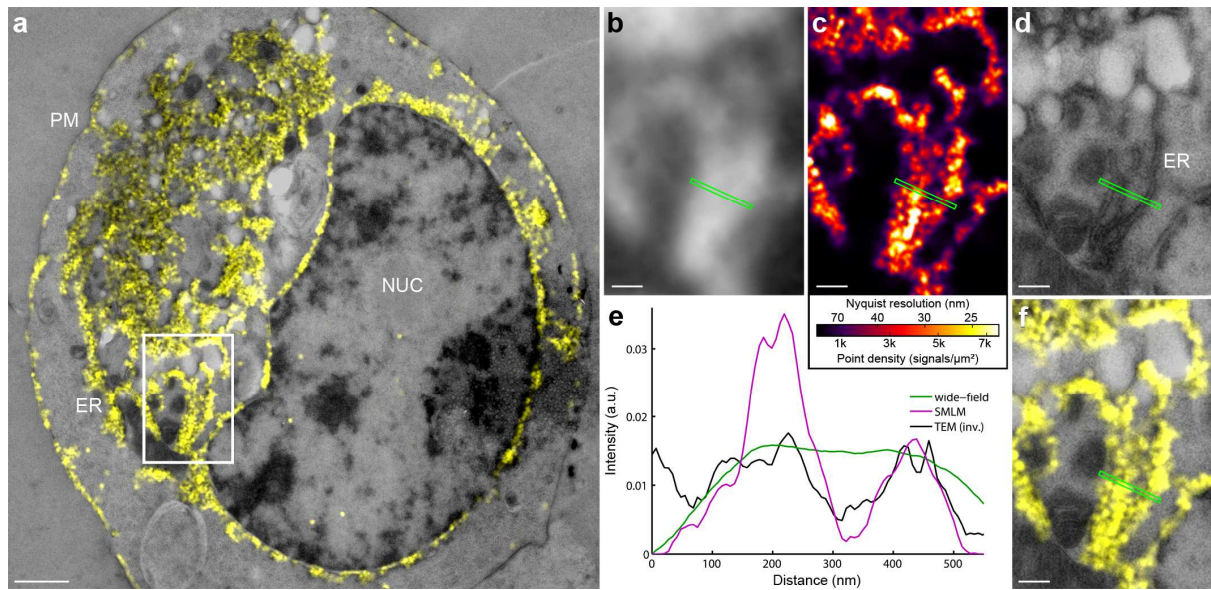 a
PM
NUC
ER
b
c
d
ER
Nyquist resolution (nm)
70 40 30 25
1k 3k 5k 7k
Point density (signals/µm²)
e
Intensity (a.u.)
0.03
0.02
0.01
0
wide-field
SMLM
TEM (inv.)
0 100 200 300 400 500
Distance (nm)
f